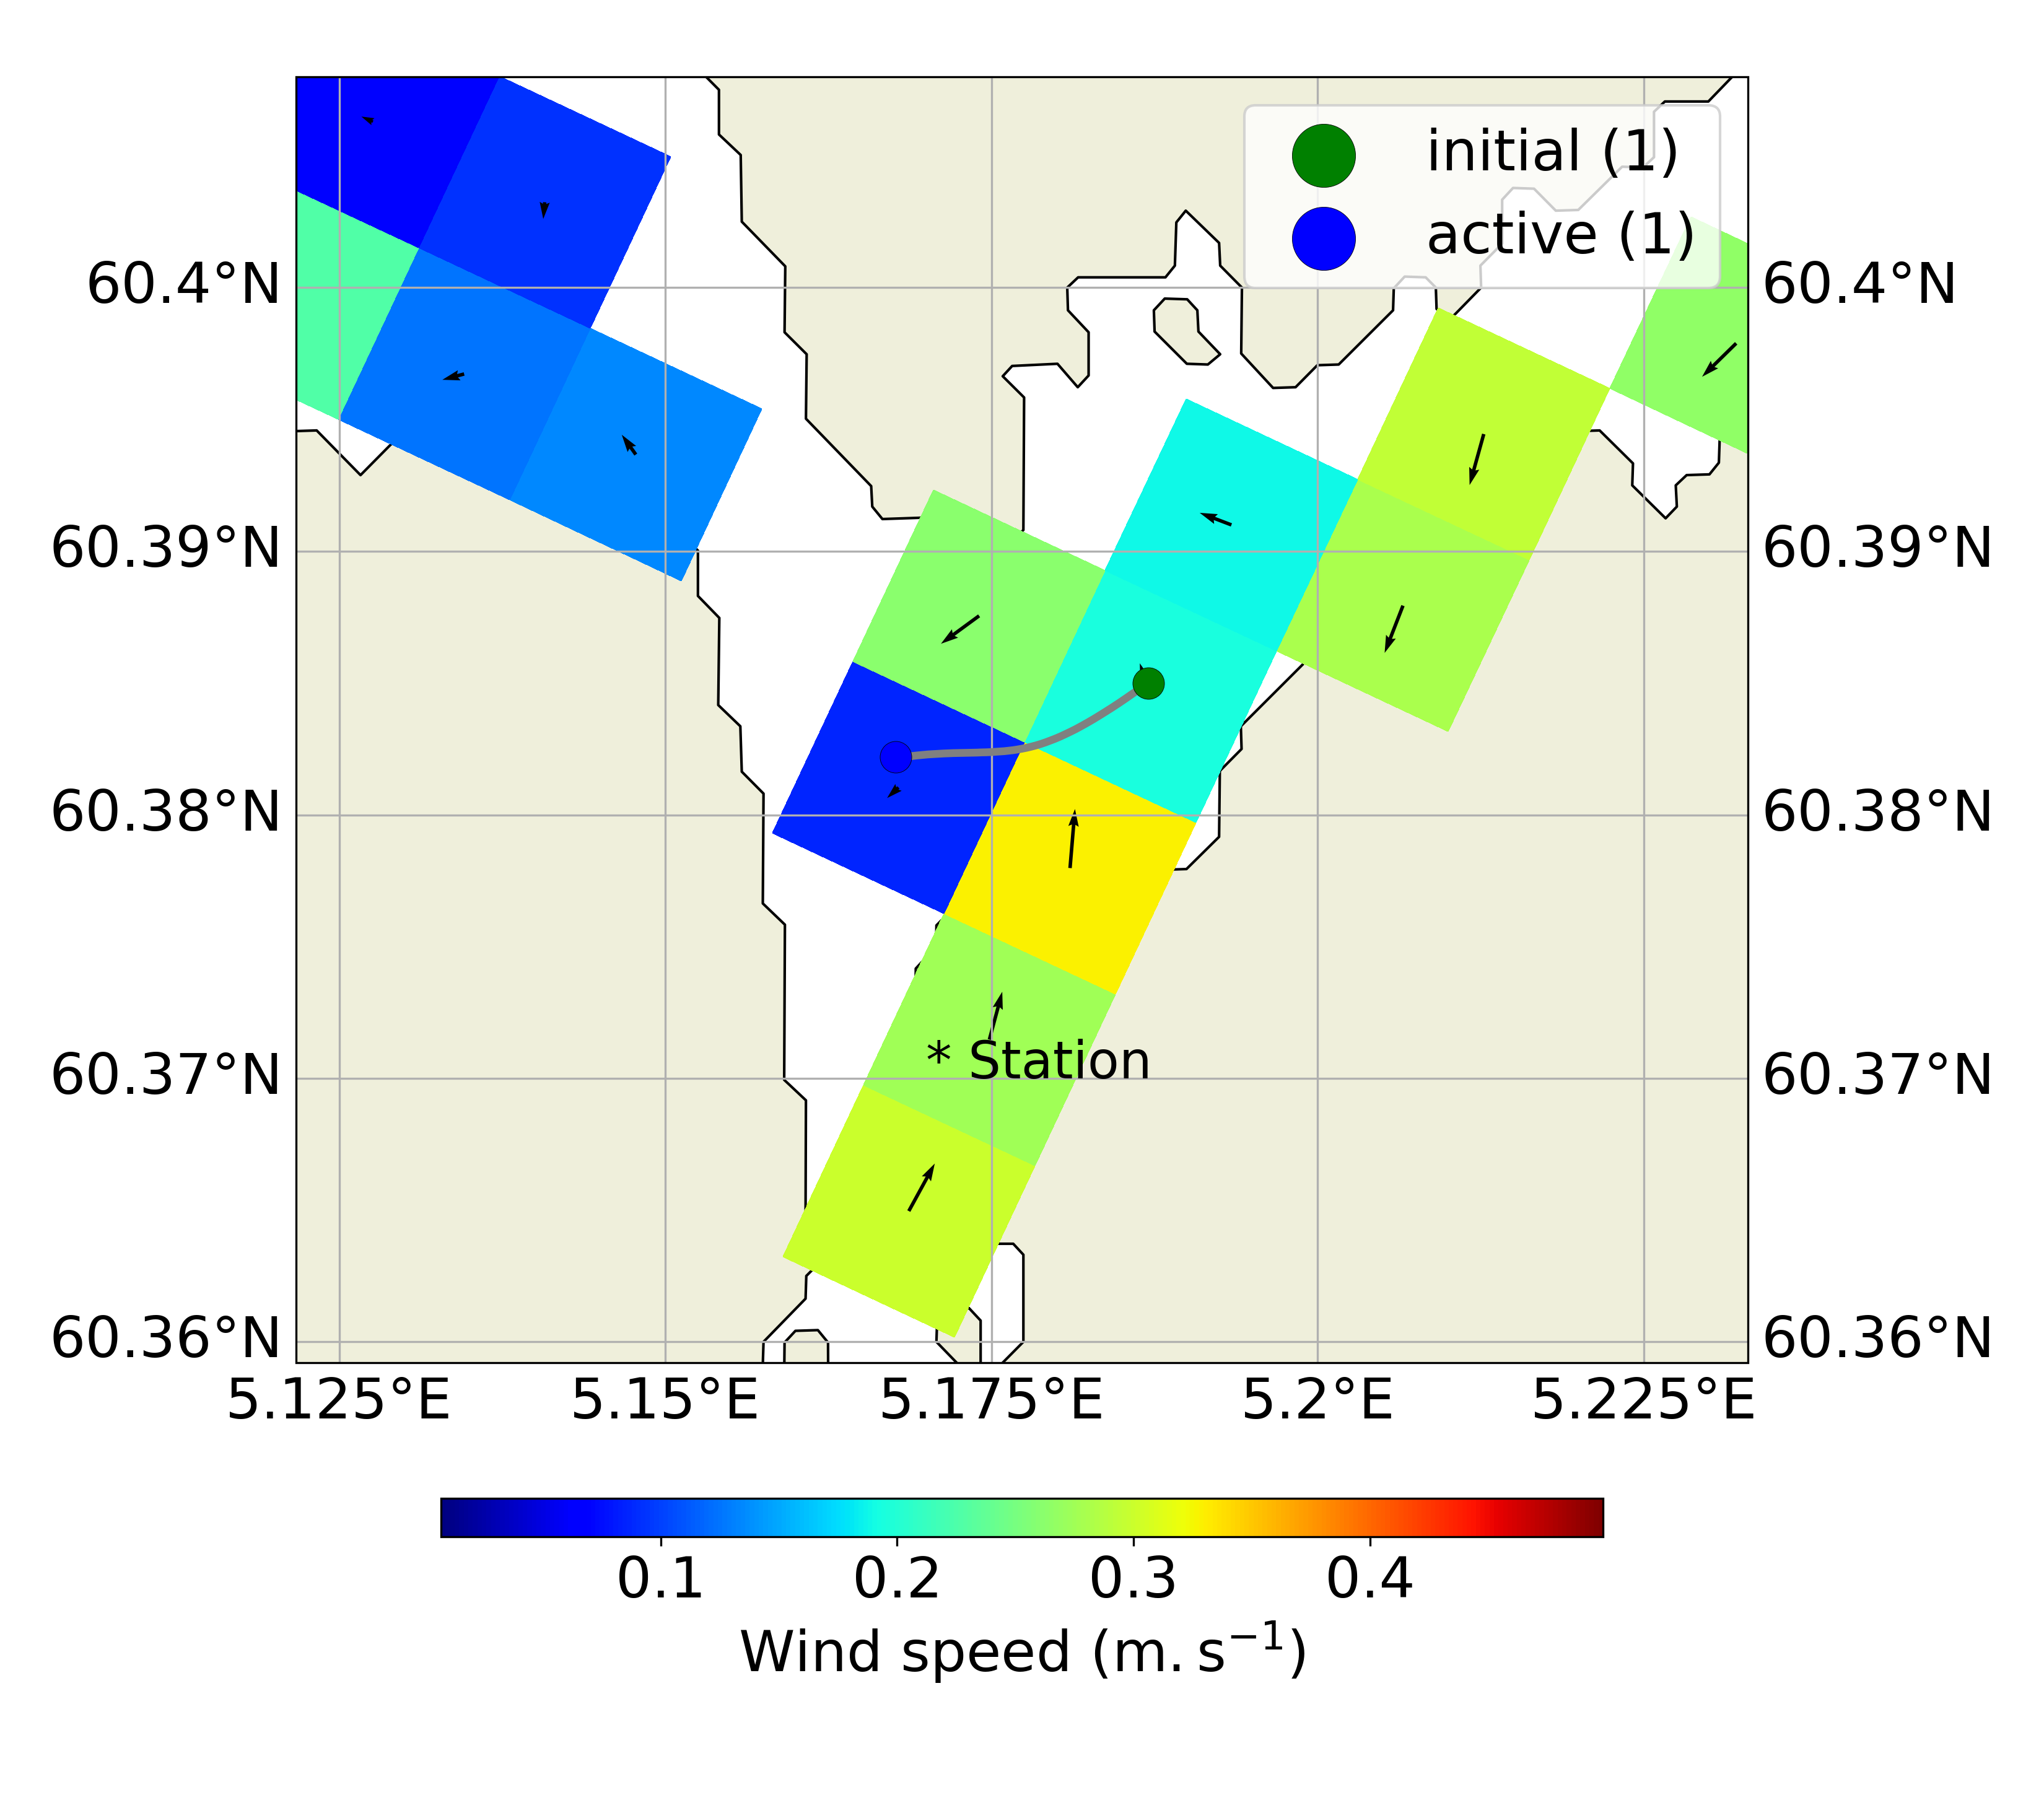 initial (1)
active (1)
60.4°N 60.4°N
60.39°N 60.39°N
60.38°N 60.38°N
* Station
60.37°N 60.37°N
60.36°N 60.36°N
5.125°E 5.15°E 5.175°E 5.2°E 5.225°E
0.1 0.2 0.3 0.4
Wind speed (m. s⁻¹)